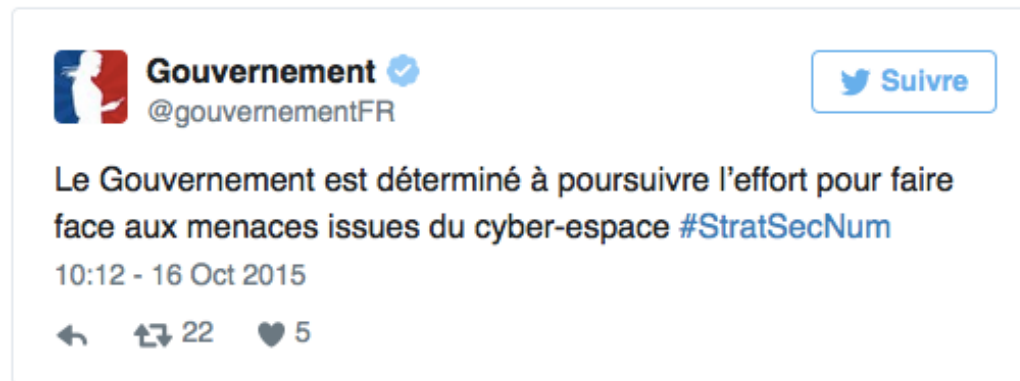 Gouvernement
@gouvernementFR
Suivre
Le Gouvernement est déterminé à poursuivre l’effort pour faire
face aux menaces issues du cyber-espace #StratSecNum
10:12 - 16 Oct 2015
22 5